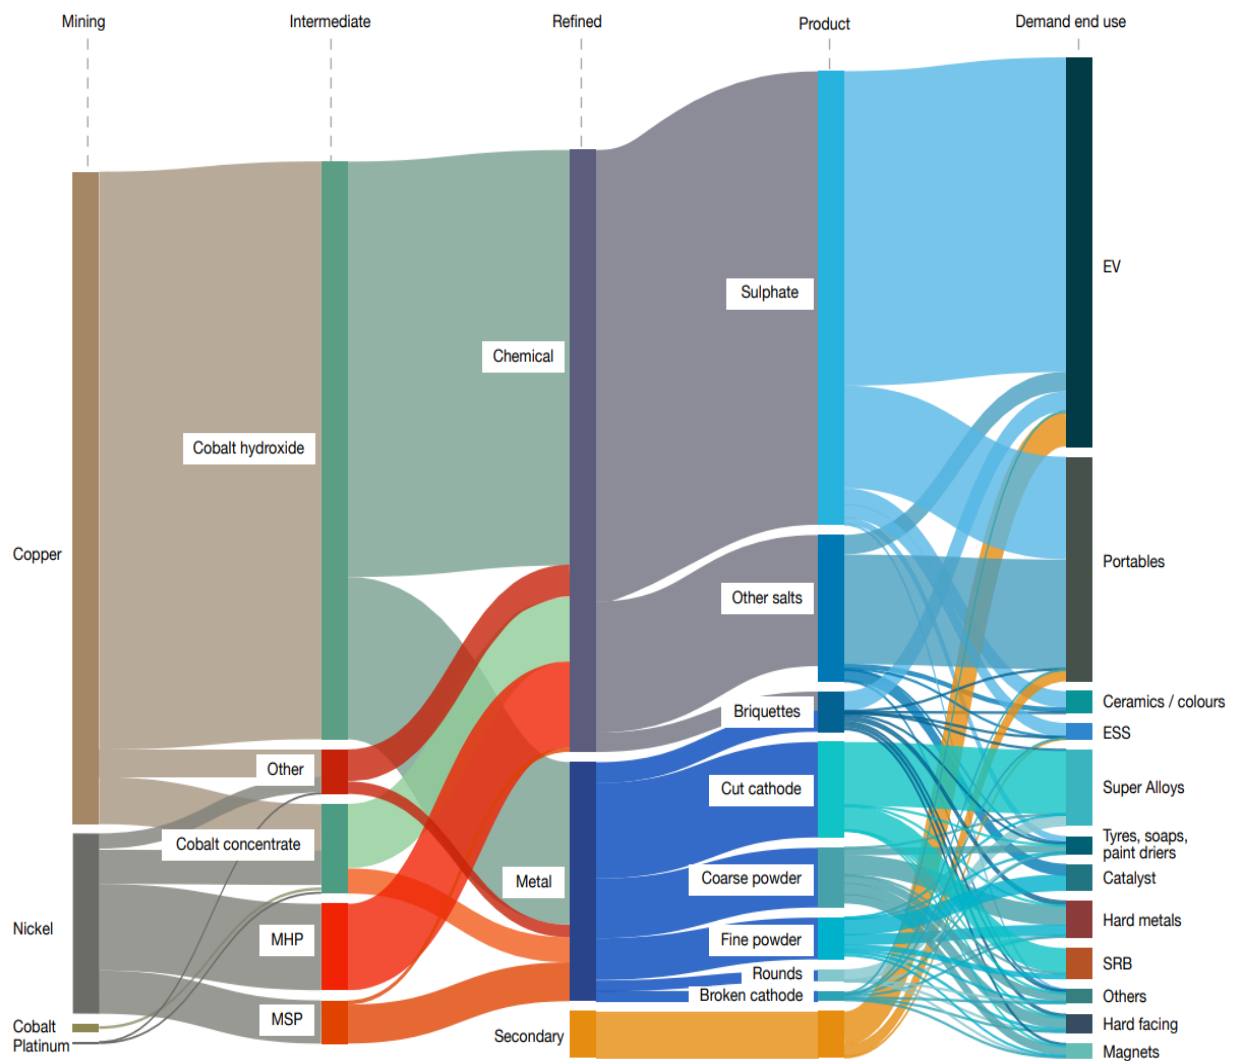 Mining
Intermediate
Refined
Product
Demand end use
Copper
Nickel
Cobalt
Platinum
Cobalt hydroxide
Other
Cobalt concentrate
MHP
MSP
Chemical
Metal
Secondary
Sulphate
Other salts
Briquettes
Cut cathode
Coarse powder
Fine powder
Rounds
Broken cathode
EV
Portables
Ceramics / colours
ESS
Super Alloys
Tyres, soaps,
paint driers
Catalyst
Hard metals
SRB
Others
Hard facing
Magnets